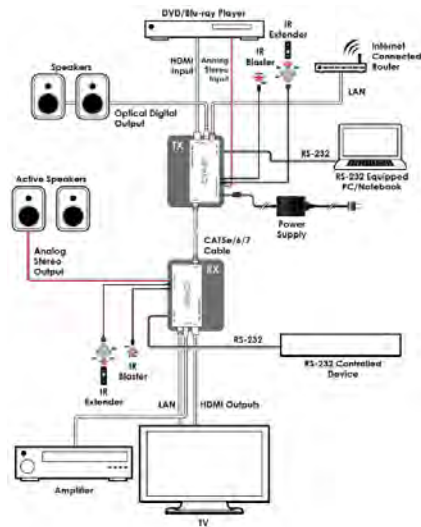 DVD/Blu-ray Player
IR
Extender
IR
Blaster
Speakers
HDMI
Input
Analog
Stereo
Input
Internet
Connected
Router
LAN
Optical Digital
Output
TX
RS-232
RS-232 Equipped
PC/Notebook
Active Speakers
Power
Supply
CAT5e/6/7
Cable
Analog
Stereo
Output
RX
RS-232
RS-232 Controlled
Device
IR
Blaster
IR
Extender
LAN
HDMI Outputs
Amplifier
TV